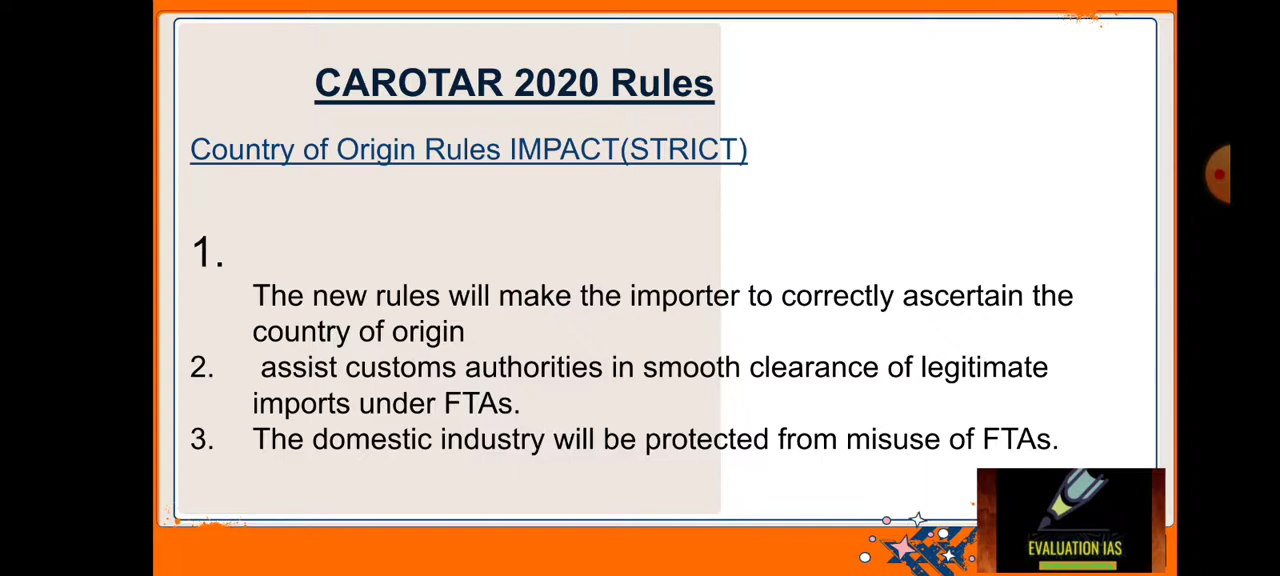 CAROTAR 2020 Rules
Country of Origin Rules IMPACT(STRICT)
1.
The new rules will make the importer to correctly ascertain the
country of origin
2. assist customs authorities in smooth clearance of legitimate
imports under FTAs.
3. The domestic industry will be protected from misuse of FTAs.
EVALUATION IAS